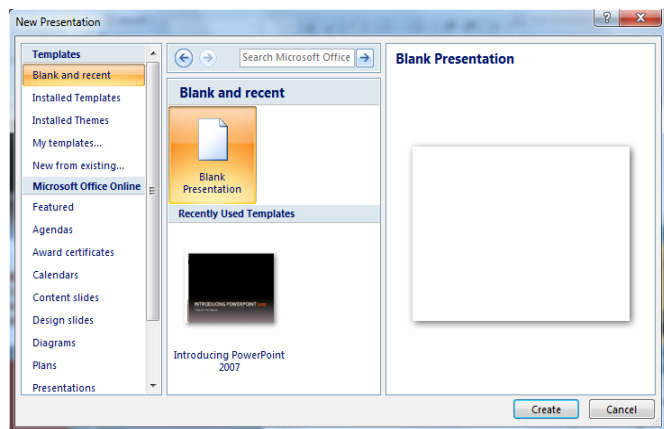 New Presentation
?
X
Templates
Blank and recent
Installed Templates
Installed Themes
My templates...
New from existing...
Microsoft Office Online
Featured
Agendas
Award certificates
Calendars
Content slides
Design slides
Diagrams
Plans
Presentations
Search Microsoft Office
Blank and recent
Blank
Presentation
Recently Used Templates
INTRODUCING POWERPOINT 2007
Introducing PowerPoint
2007
Blank Presentation
Create
Cancel